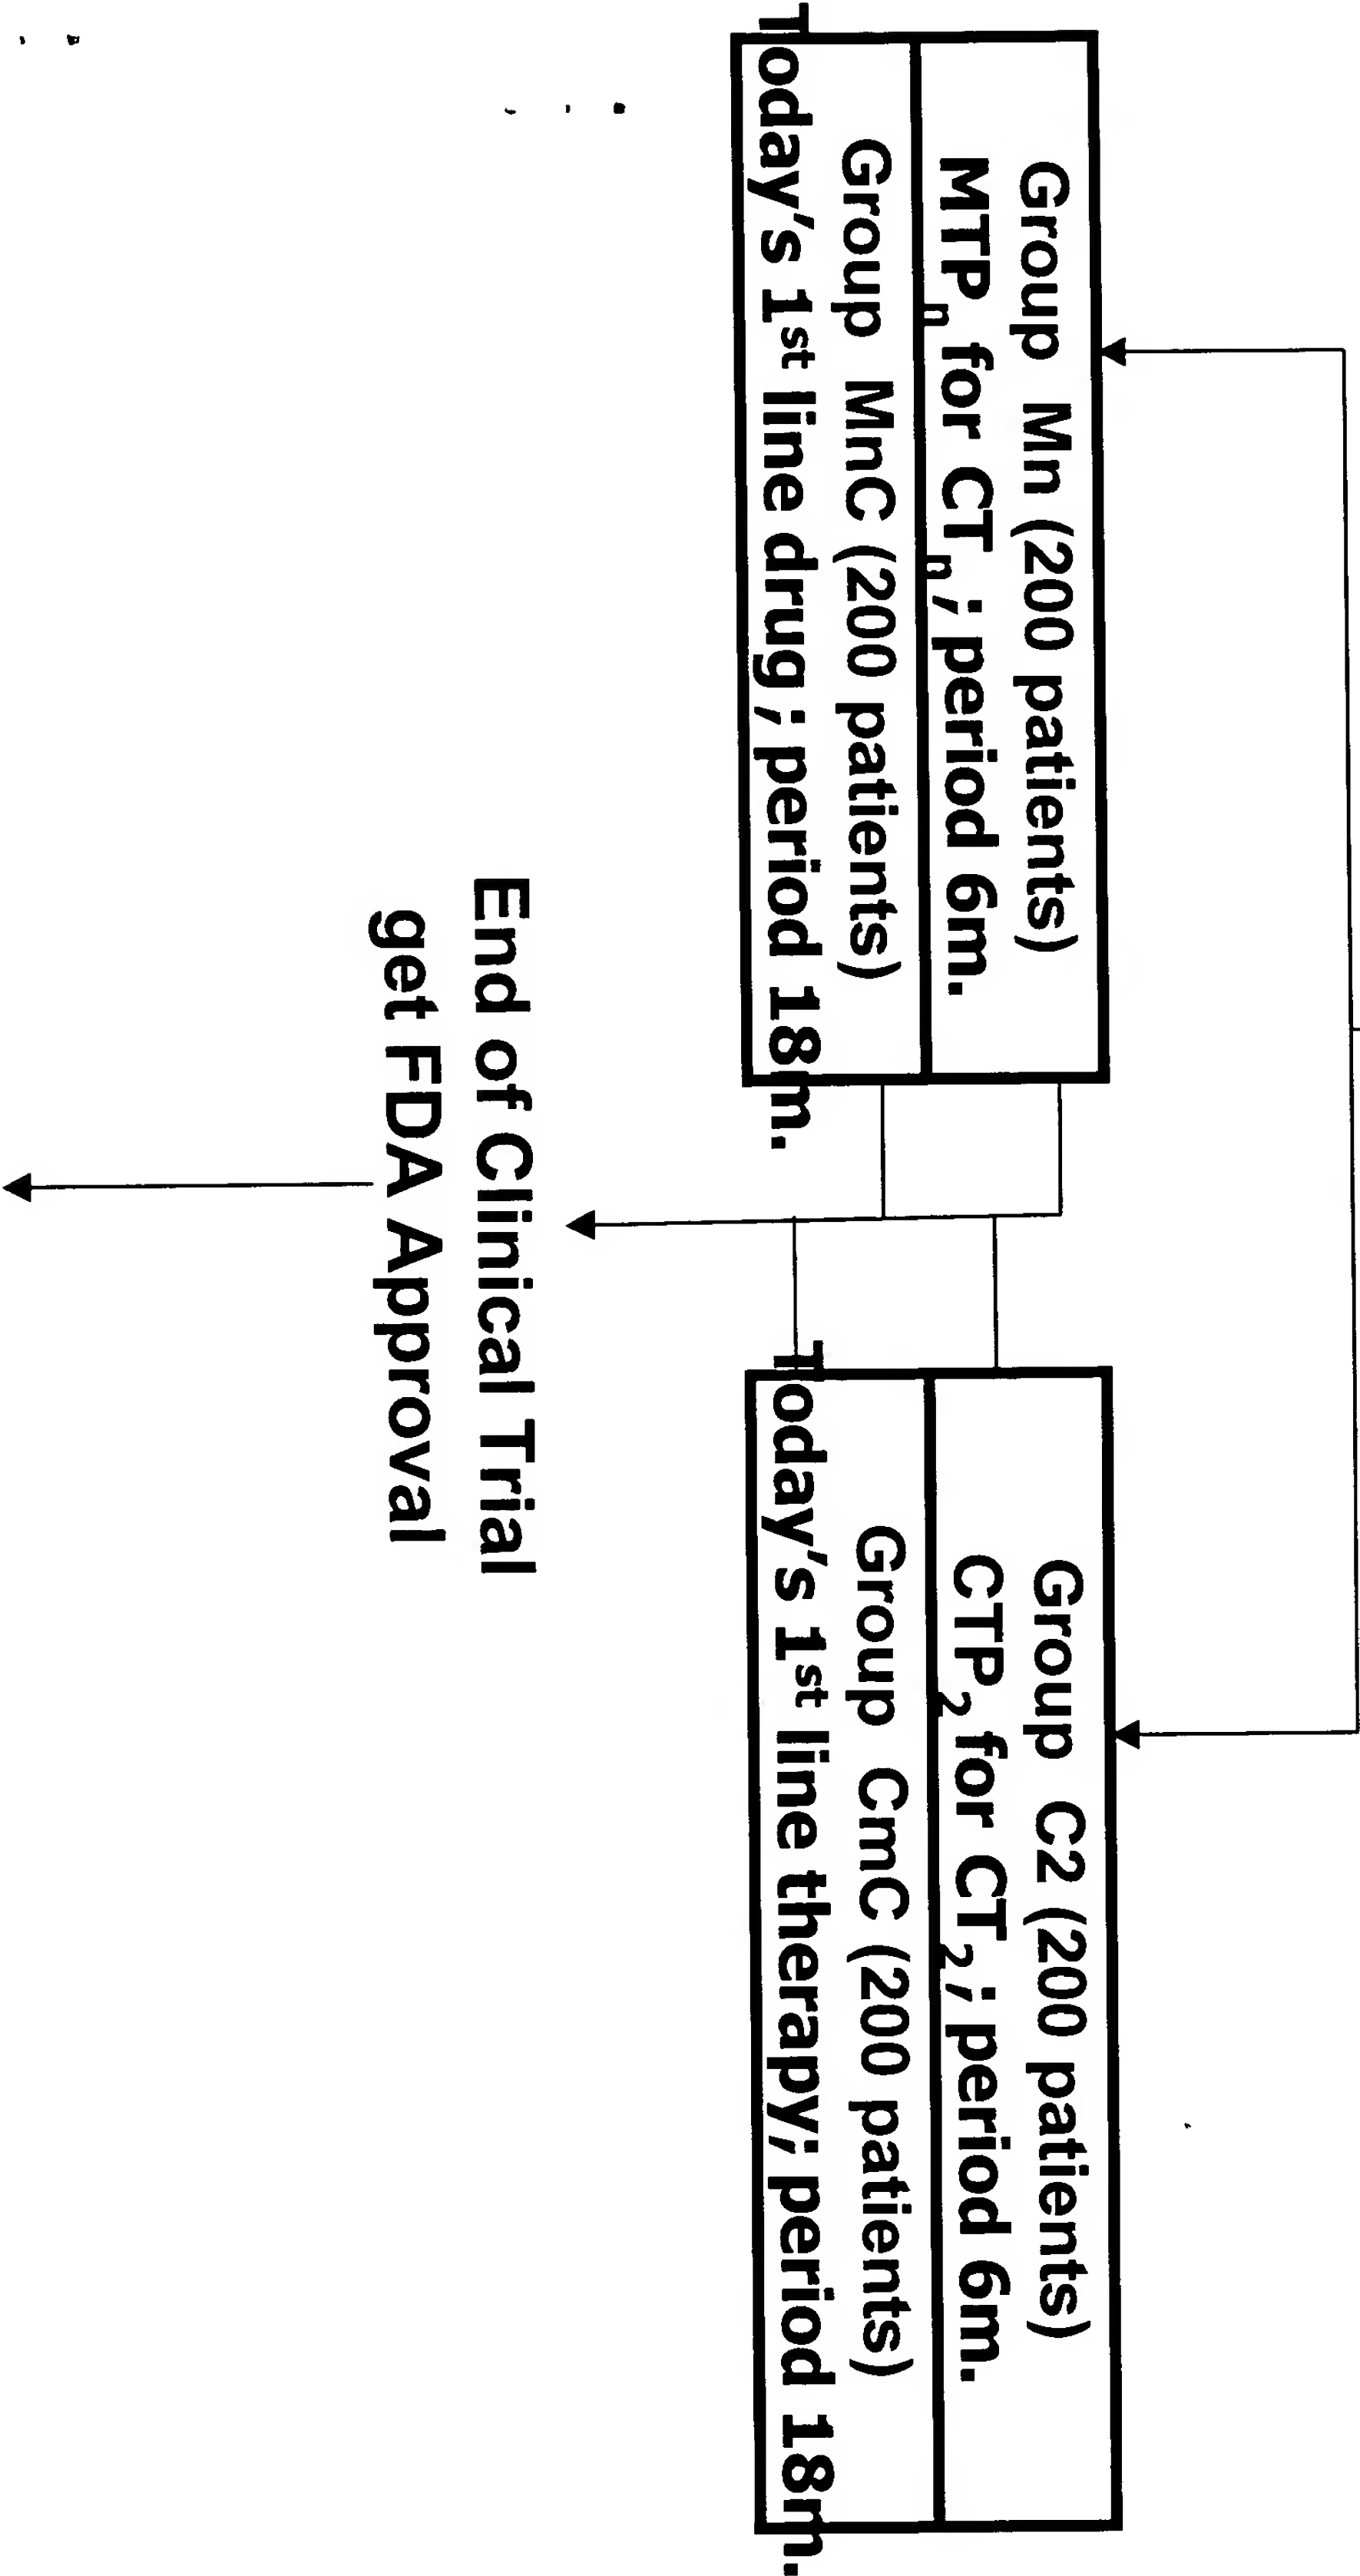 Group Mn (200 patients)
MTPn for CTn ; period 6m.
Group MnC (200 patients)
Today's 1st line drug ; period 18m.
Group C2 (200 patients)
CTP2 for CT2 ; period 6m.
Group CmC (200 patients)
Today's 1st line therapy; period 18m.
End of Clinical Trial
get FDA Approval